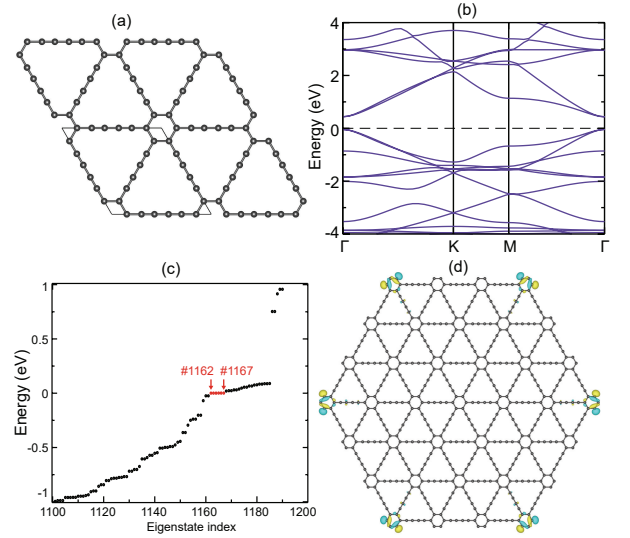 (a)
(b)
Energy (eV)
4
2
0
-2
-4
Γ
K
M
Γ
(c)
Energy (eV)
1
0.5
0
-0.5
-1
#1162
#1167
1100
1120
1140
1160
1180
1200
Eigenstate index
(d)